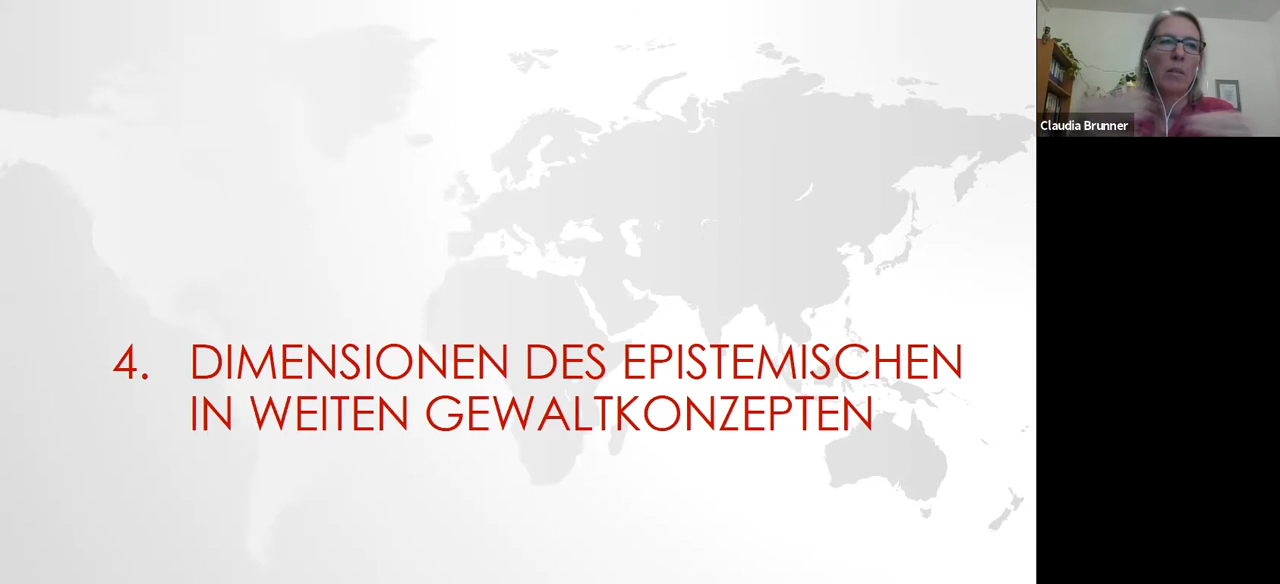 4. DIMENSIONEN DES EPISTEMISCHEN
IN WEITEN GEWALTKONZEPTEN
Claudia Brunner